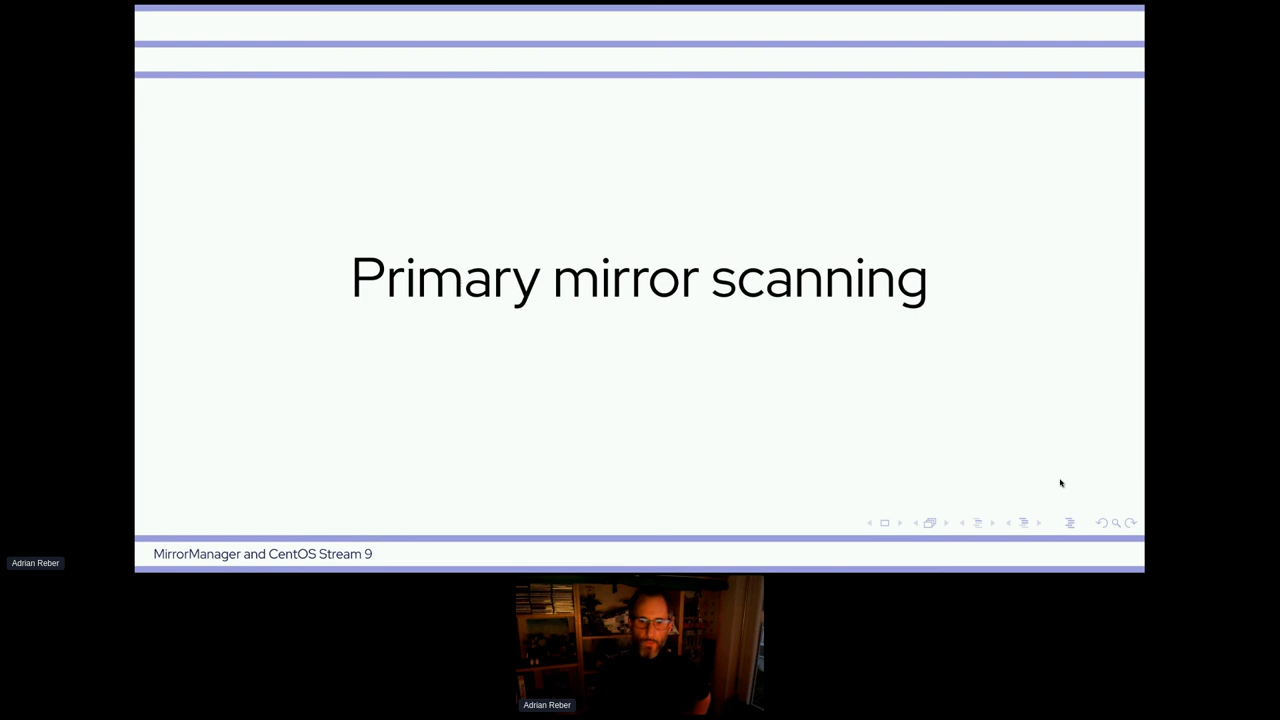 Primary mirror scanning
MirrorManager and CentOS Stream 9
Adrian Reber
Adrian Reber